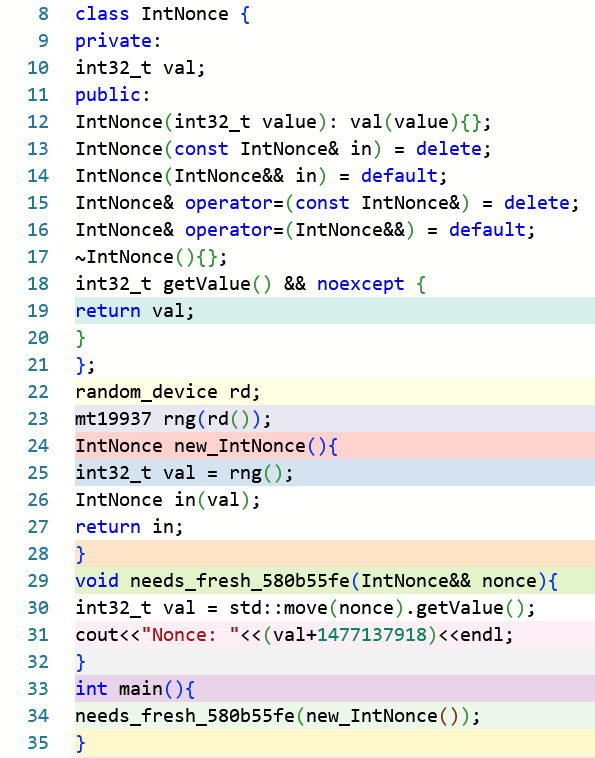 8 class IntNonce {
9 private:
10 int32_t val;
11 public:
12 IntNonce(int32_t value): val(value){};
13 IntNonce(const IntNonce& in) = delete;
14 IntNonce(IntNonce&& in) = default;
15 IntNonce& operator=(const IntNonce&) = delete;
16 IntNonce& operator=(IntNonce&&) = default;
17 ~IntNonce(){};
18 int32_t getValue() && noexcept {
19 return val;
20 }
21 };
22 random_device rd;
23 mt19937 rng(rd());
24 IntNonce new_IntNonce(){
25 int32_t val = rng();
26 IntNonce in(val);
27 return in;
28 }
29 void needs_fresh_580b55fe(IntNonce&& nonce){
30 int32_t val = std::move(nonce).getValue();
31 cout<<"Nonce: "<<(val+1477137918)<<endl;
32 }
33 int main(){
34 needs_fresh_580b55fe(new_IntNonce());
35 }